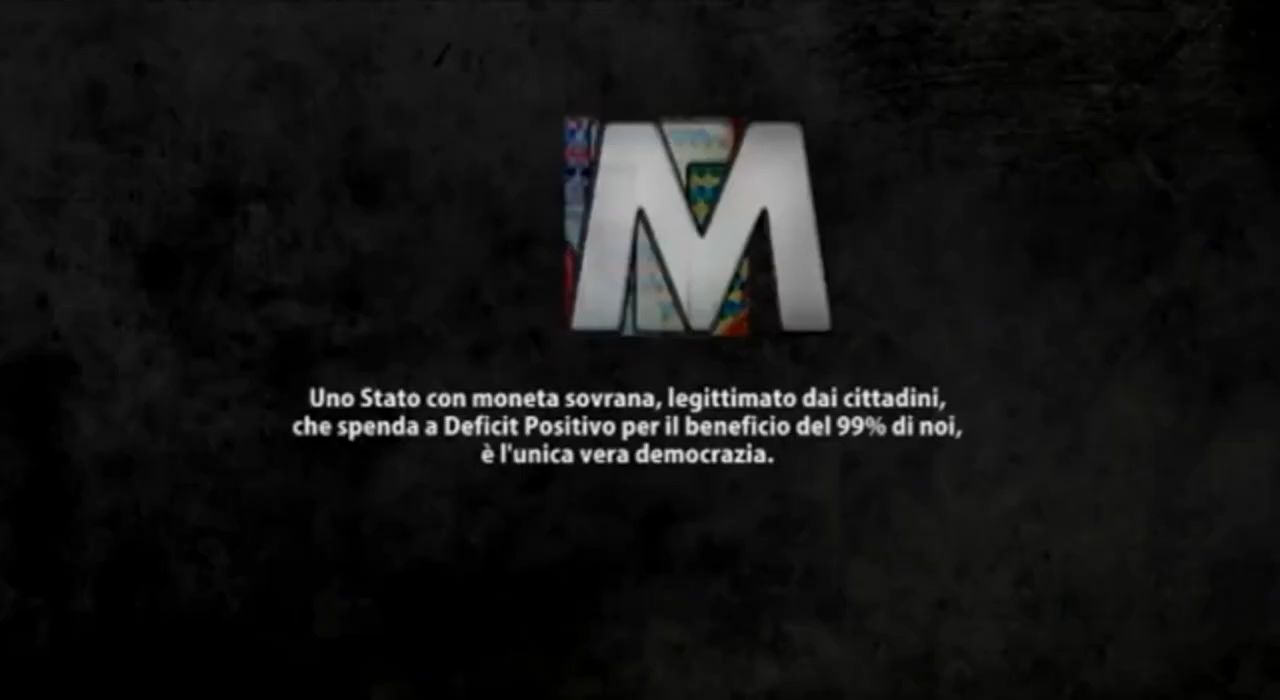 M
Uno Stato con moneta sovrana, legittimato dai cittadini,
che spenda a Deficit Positivo per il beneficio del 99% di noi,
è l'unica vera democrazia.